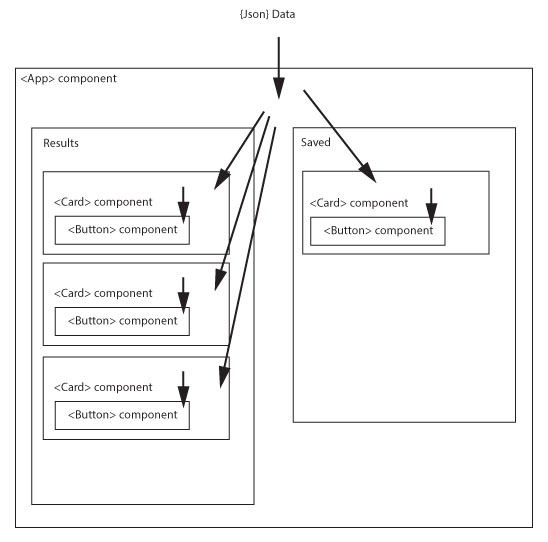 {Json} Data
<App> component
Results
<Card> component
<Button> component
<Card> component
<Button> component
<Card> component
<Button> component
Saved
<Card> component
<Button> component